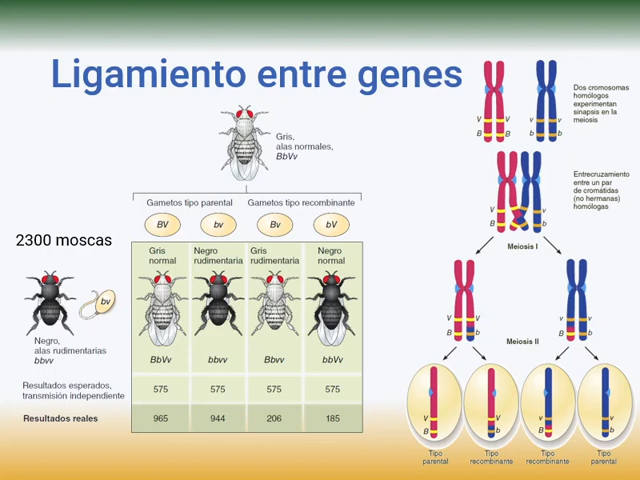 Ligamiento entre genes
Gris,
alas normales,
BbVv
Gametos tipo parental Gametos tipo recombinante
BV bv Bv bV
2300 moscas
Gris
normal
Negro
rudimentaria
Gris
rudimentaria
Negro
normal
bv
Negro,
alas rudimentarias
bbvv
BbVv bbvv Bbvv bbVv
Resultados esperados,
transmisión independiente
575 575 575 575
Resultados reales 965 944 206 185
Dos cromosomas
homólogos
experimentan
sinapsis en la
meiosis
V V v v
B B b b
Entrecruzamiento
entre un par
de cromátidas
(no hermanas)
homólogas
V v
B b
Meiosis I
V V v v
B b B b
Meiosis II
V V v v
B b B b
Tipo
parental
Tipo
recombinante
Tipo
recombinante
Tipo
parental